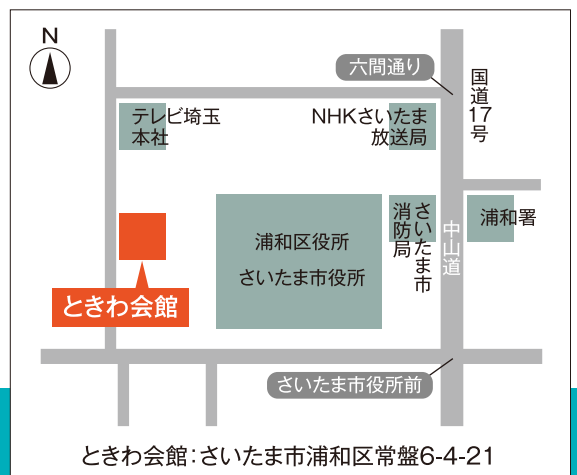 N
六間通り
国道17号
テレビ埼玉
本社
NHKさいたま
放送局
さいたま市
消防局
中山道
浦和署
浦和区役所
さいたま市役所
ときわ会館
さいたま市役所前
ときわ会館:さいたま市浦和区常盤6-4-21